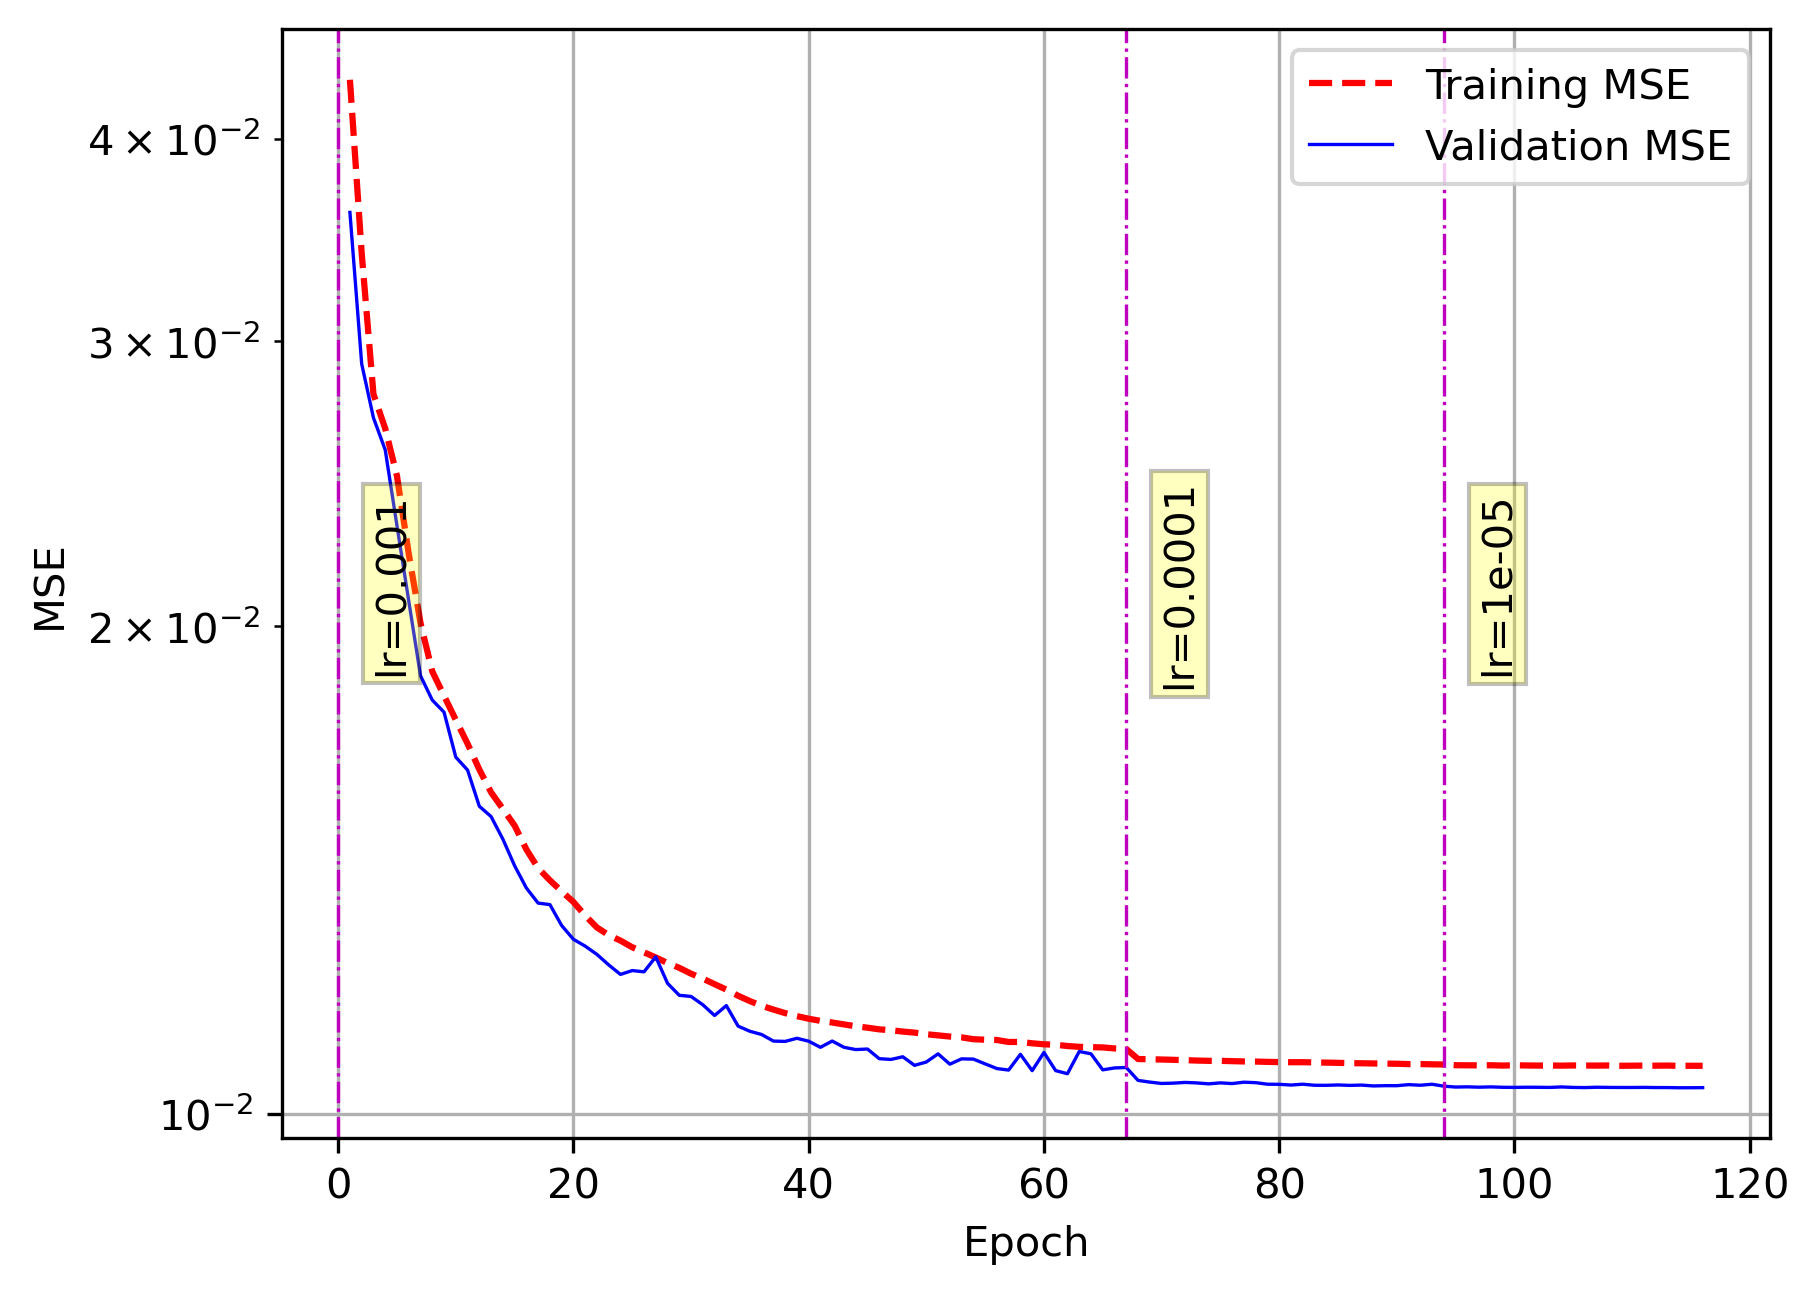 Training MSE
Validation MSE
4 × 10⁻²
3 × 10⁻²
2 × 10⁻²
10⁻²
MSE
lr=0.001
lr=0.0001
lr=1e-05
0 20 40 60 80 100 120
Epoch